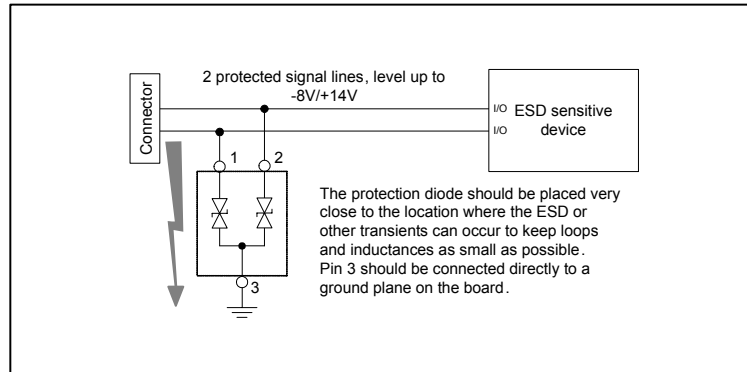 2 protected signal lines, level up to
-8V/+14V
Connector
I/O
ESD sensitive
I/O
device
1
2
The protection diode should be placed very
close to the location where the ESD or
other transients can occur to keep loops
and inductances as small as possible.
Pin 3 should be connected directly to a
ground plane on the board.
3